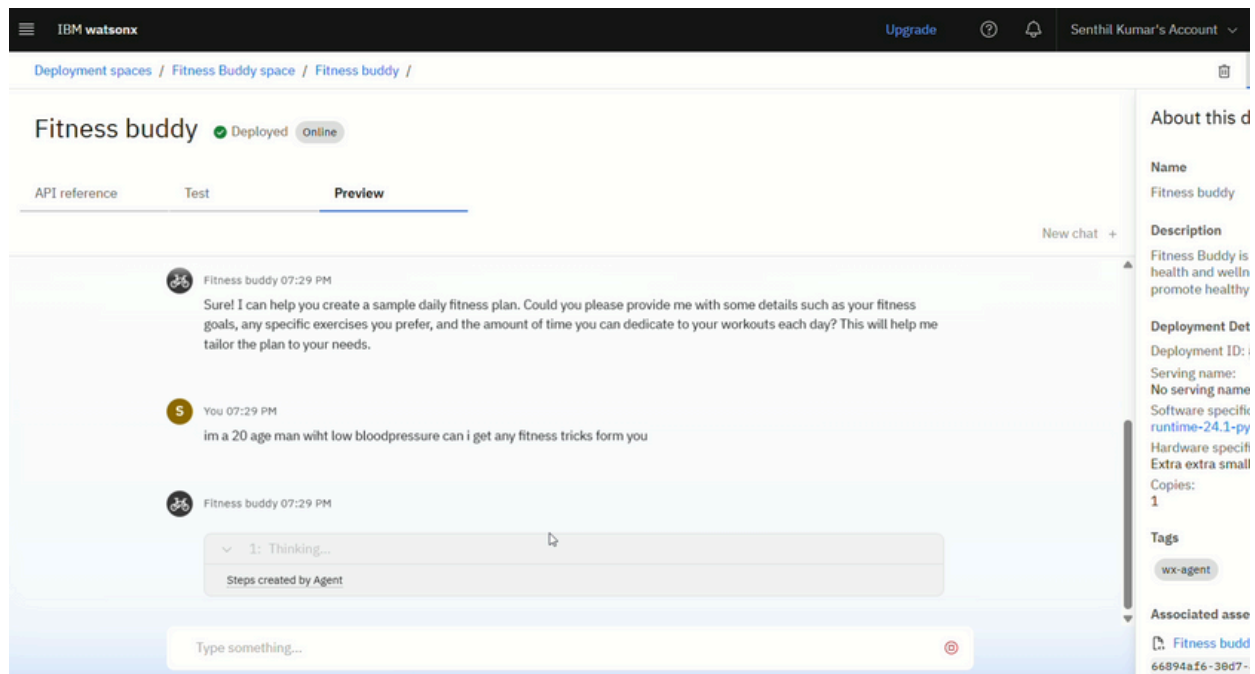 IBM watsonx
Upgrade
Senthil Kumar's Account
Deployment spaces / Fitness Buddy space / Fitness buddy /
Fitness buddy Deployed Online
API reference Test Preview
New chat +
Fitness buddy 07:29 PM
Sure! I can help you create a sample daily fitness plan. Could you please provide me with some details such as your fitness
goals, any specific exercises you prefer, and the amount of time you can dedicate to your workouts each day? This will help me
tailor the plan to your needs.
S
You 07:29 PM
im a 20 age man wiht low bloodpressure can i get any fitness tricks form you
Fitness buddy 07:29 PM
1: Thinking...
Steps created by Agent
Type something...
About this d
Name
Fitness buddy
Description
Fitness Buddy is
health and welln
promote healthy
Deployment Det
Deployment ID:
Serving name:
No serving name
Software specific
runtime-24.1-py
Hardware specifi
Extra extra small
Copies:
1
Tags
wx-agent
Associated asse
Fitness budd
66894af6-30d7-